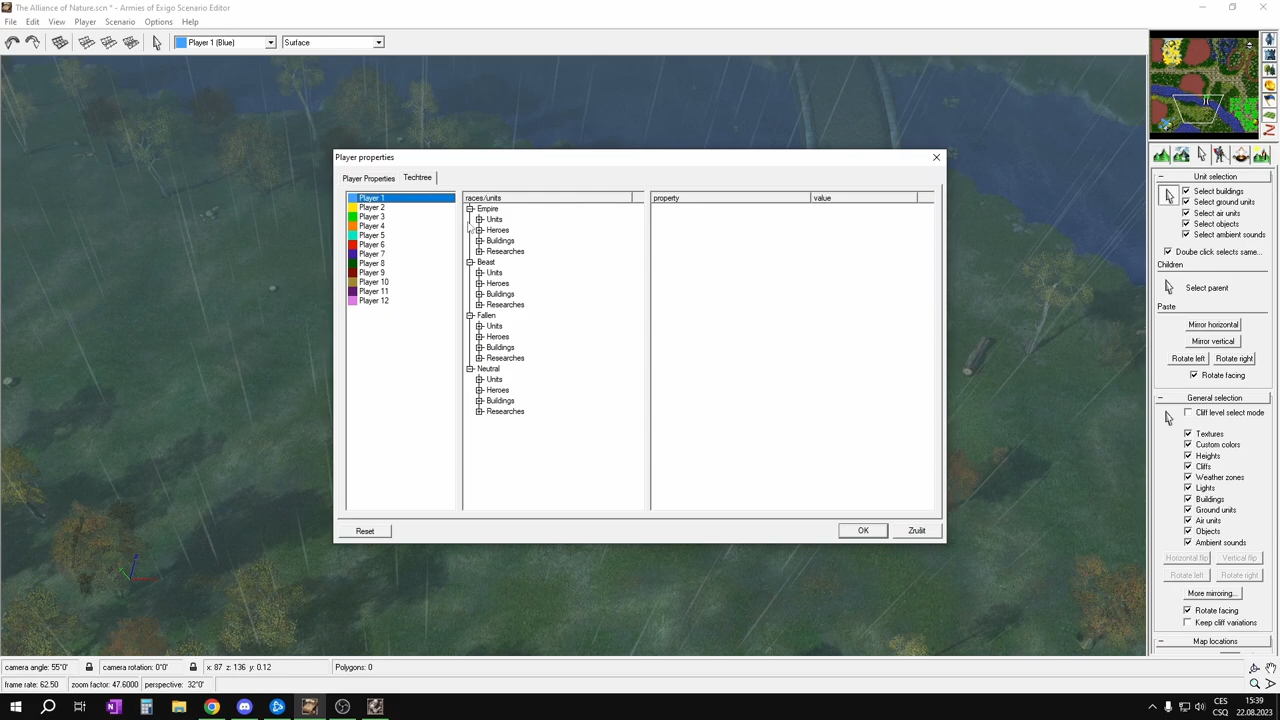 The Alliance of Nature.scn * - Armies of Exigo Scenario Editor
File Edit View Player Scenario Options Help
Player 1 (Blue) Surface
Player properties
Player Properties Techtree
Player 1
Player 2
Player 3
Player 4
Player 5
Player 6
Player 7
Player 8
Player 9
Player 10
Player 11
Player 12
races/units
Empire
Units
Heroes
Buildings
Researches
Beast
Units
Heroes
Buildings
Researches
Fallen
Units
Heroes
Buildings
Researches
Neutral
Units
Heroes
Buildings
Researches
property value
Reset OK Zrušit
Unit selection
Select buildings
Select ground units
Select air units
Select objects
Select ambient sounds
Doube click selects same...
Children
Select parent
Paste
Mirror horizontal
Mirror vertical
Rotate left Rotate right
Rotate facing
General selection
Cliff level select mode
Textures
Custom colors
Heights
Cliffs
Weather zones
Lights
Buildings
Ground units
Air units
Objects
Ambient sounds
Horizontal flip Vertical flip
Rotate left Rotate right
More mirroring...
Rotate facing
Keep cliff variations
Map locations
camera angle: 55°0' camera rotation: 0°0' x: 87 z: 136 y: 0.12 Polygons: 0
frame rate: 62.50 zoom factor: 47.6000 perspective: 32°0'
CES 15:39
CSQ 22.08.2023